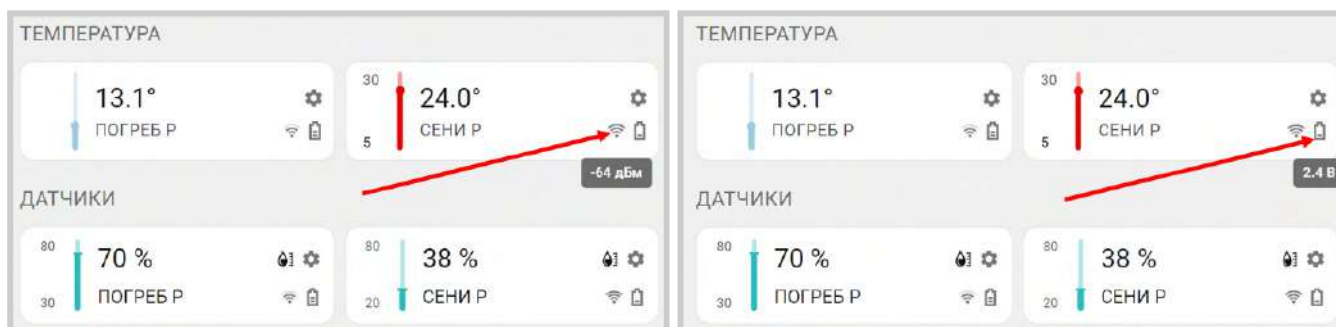 ТЕМПЕРАТУРА
13.1°
ПОГРЕБ Р
30
24.0°
СЕНИ Р
5
-64 дБм
ДАТЧИКИ
80
70 %
30
ПОГРЕБ Р
80
38 %
20
СЕНИ Р
ТЕМПЕРАТУРА
13.1°
ПОГРЕБ Р
30
24.0°
СЕНИ Р
5
2.4 В
ДАТЧИКИ
80
70 %
30
ПОГРЕБ Р
80
38 %
20
СЕНИ Р